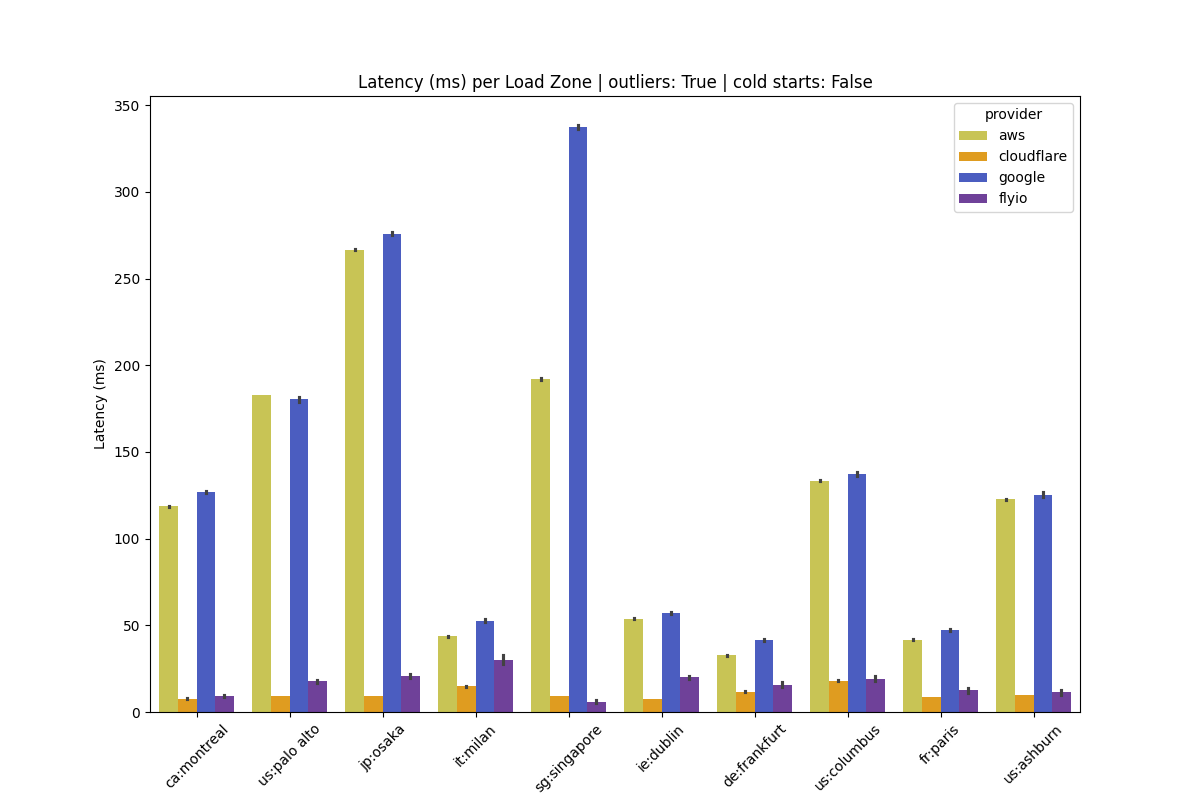 Latency (ms) per Load Zone | outliers: True | cold starts: False
provider
aws
cloudflare
google
flyio
Latency (ms)
350
300
250
200
150
100
50
0
ca:montreal
us:palo alto
jp:osaka
it:milan
sg:singapore
ie:dublin
de:frankfurt
us:columbus
fr:paris
us:ashburn